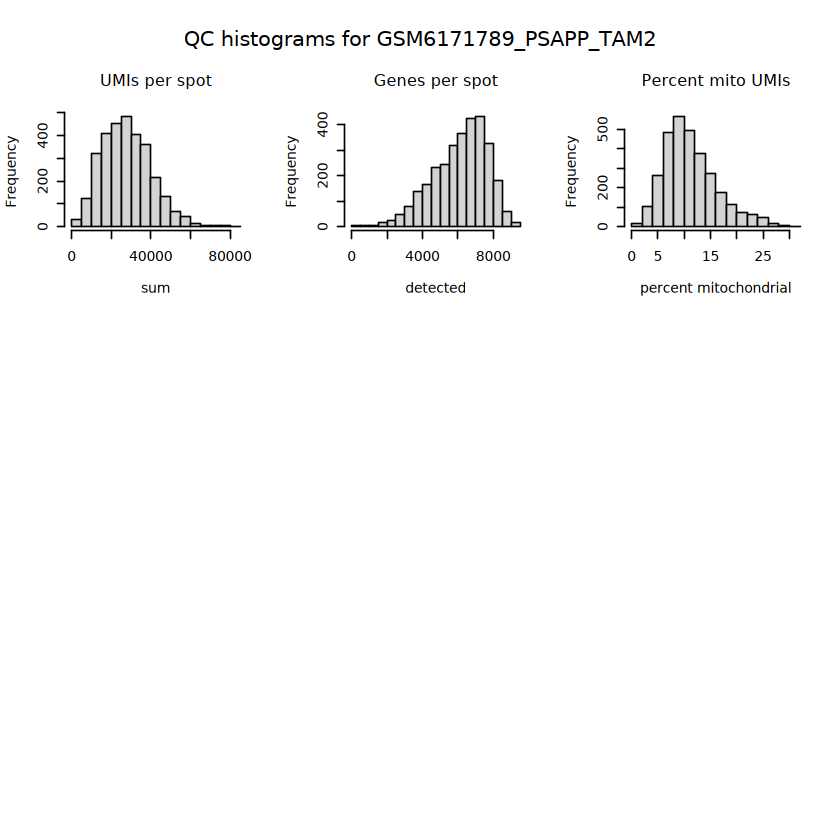 QC histograms for GSM6171789_PSAPP_TAM2
UMIs per spot
Frequency
0 200 400
0 40000 80000
sum
Genes per spot
Frequency
0 200 400
0 4000 8000
detected
Percent mito UMIs
Frequency
0 200 500
0 5 15 25
percent mitochondrial